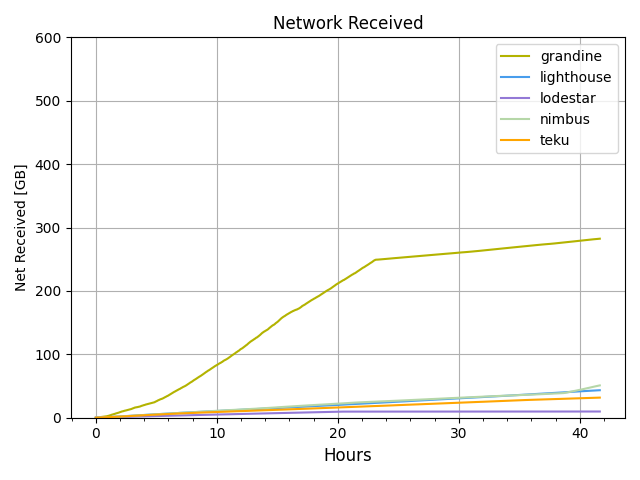 Network Received
600
500
400
300
200
100
0
Net Received [GB]
0 10 20 30 40
Hours
grandine
lighthouse
lodestar
nimbus
teku